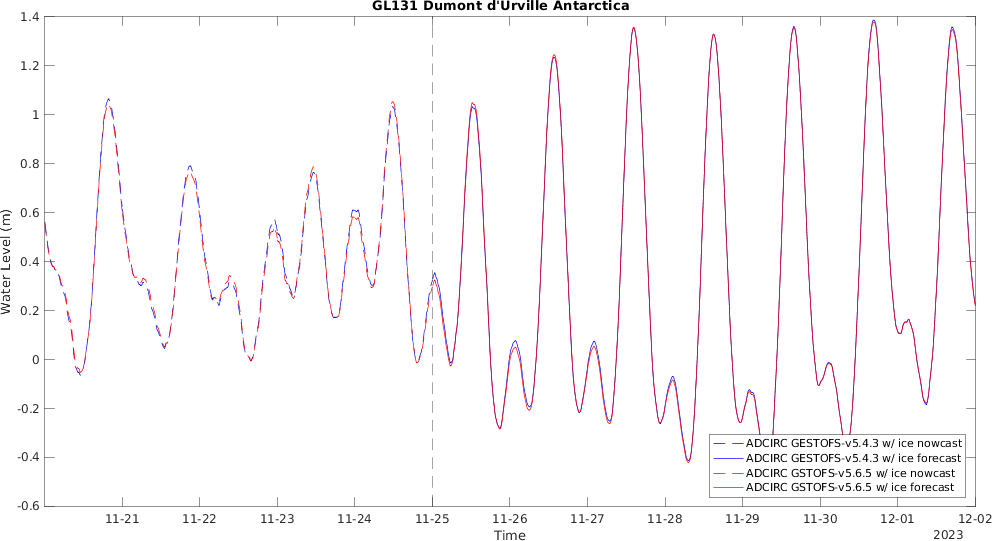 GL131 Dumont d'Urville Antarctica
1.4
1.2
1
0.8
0.6
0.4
0.2
0
-0.2
-0.4
-0.6
Water Level (m)
ADCIRC GESTOFS-v5.4.3 w/ ice nowcast
ADCIRC GESTOFS-v5.4.3 w/ ice forecast
ADCIRC GSTOFS-v5.6.5 w/ ice nowcast
ADCIRC GSTOFS-v5.6.5 w/ ice forecast
11-21 11-22 11-23 11-24 11-25 11-26 11-27 11-28 11-29 11-30 12-01 12-02
Time
2023